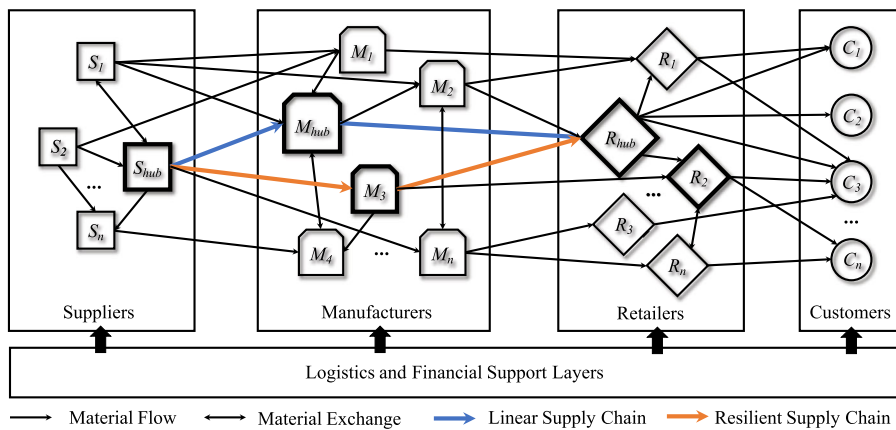 S1
S2
Shub
...
Sn
Suppliers
M1
M2
Mhub
M3
M4
...
Mn
Manufacturers
R1
Rhub
R2
...
R3
Rn
Retailers
C1
C2
C3
...
Cn
Customers
Logistics and Financial Support Layers
Material Flow
Material Exchange
Linear Supply Chain
Resilient Supply Chain